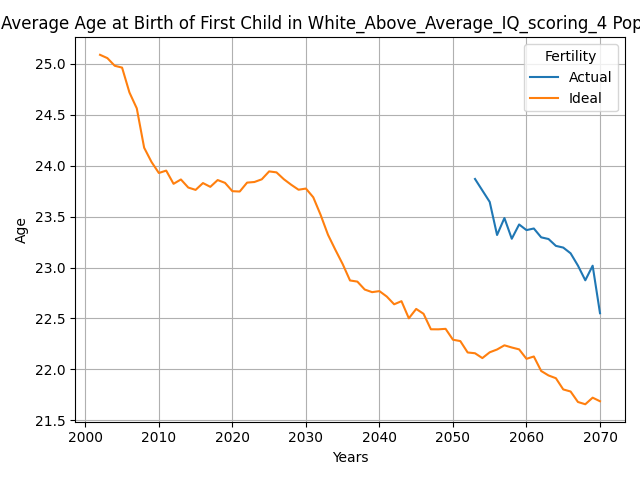 Average Age at Birth of First Child in White_Above_Average_IQ_scoring_4 Pop
Fertility
Actual
Ideal
25.0
24.5
24.0
23.5
23.0
22.5
22.0
21.5
Age
2000 2010 2020 2030 2040 2050 2060 2070
Years